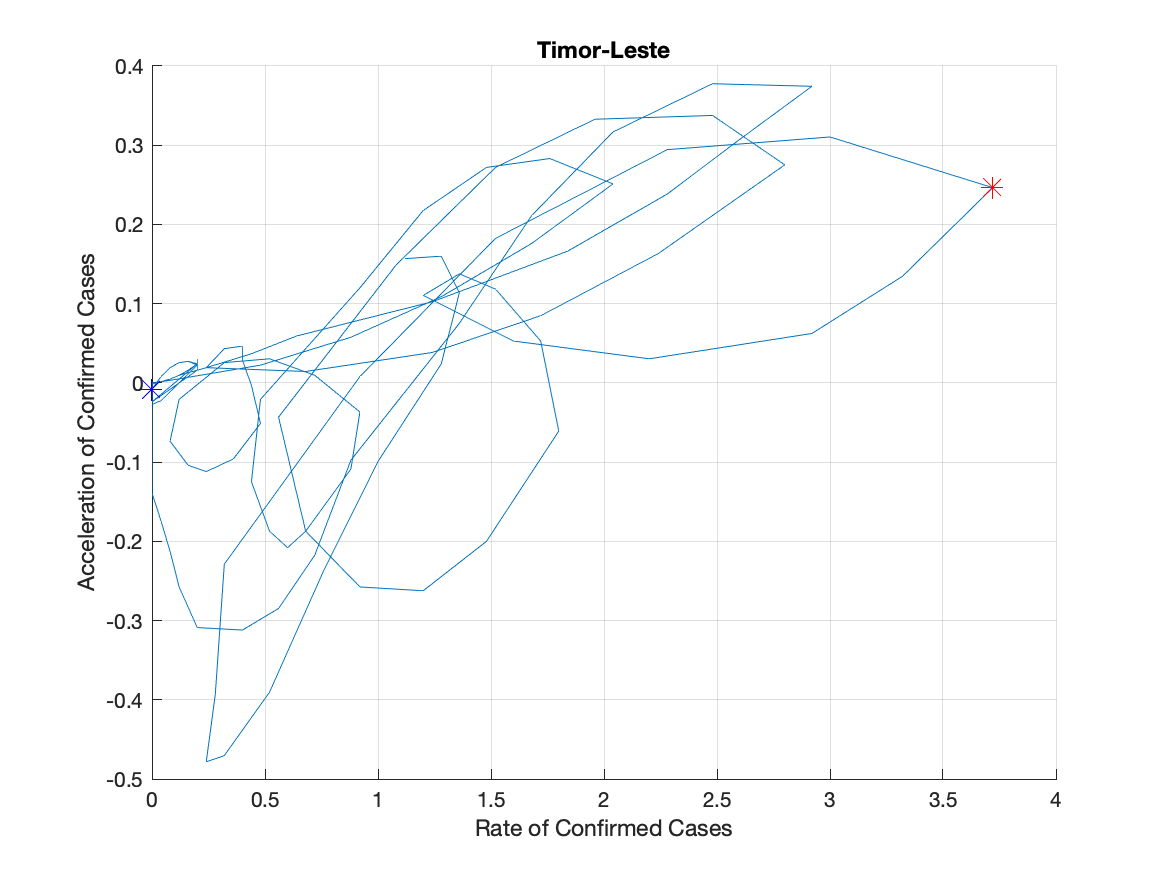 Timor-Leste
0.4
0.3
0.2
0.1
0
-0.1
-0.2
-0.3
-0.4
-0.5
Acceleration of Confirmed Cases
0 0.5 1 1.5 2 2.5 3 3.5 4
Rate of Confirmed Cases